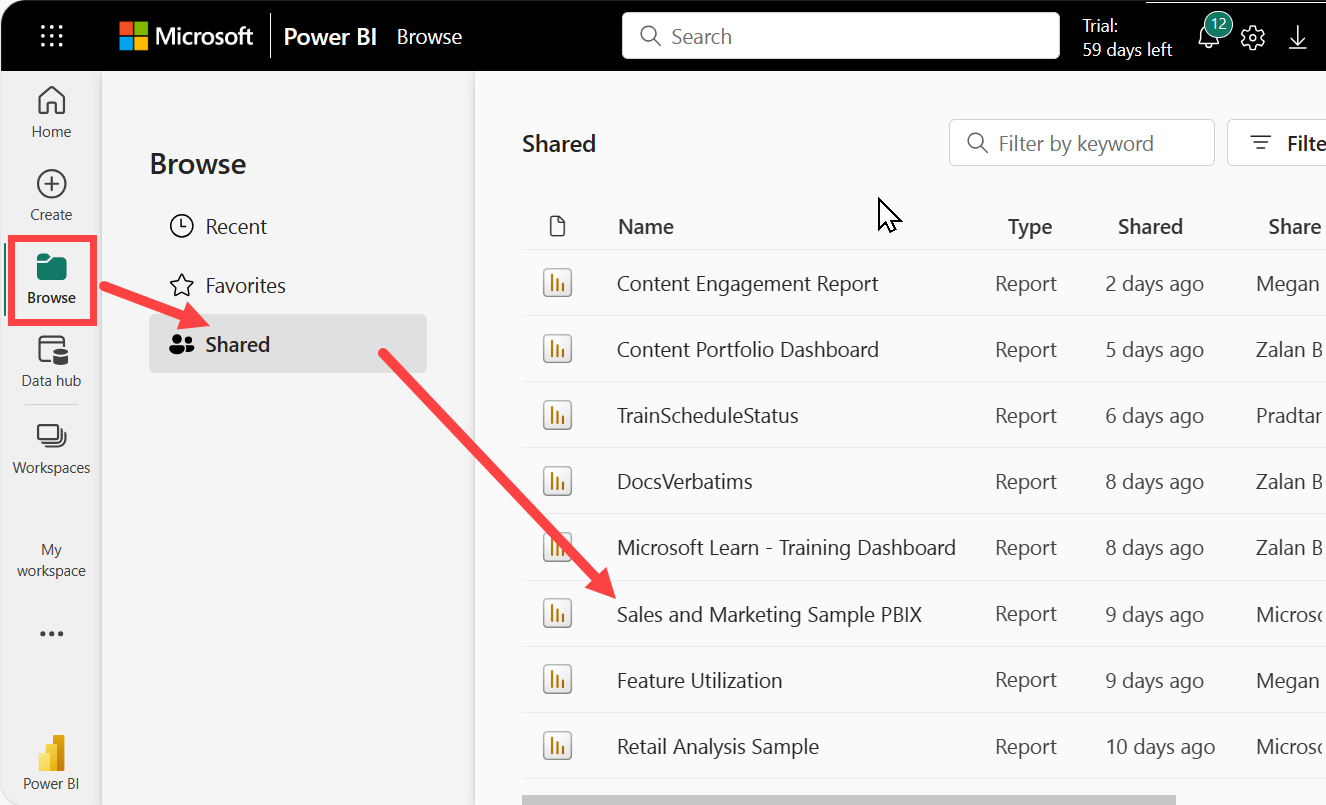 Microsoft Power BI Browse
Search
Trial:
59 days left
12
Home
Create
Browse
Data hub
Workspaces
My
workspace
Power BI
Browse
Recent
Favorites
Shared
Shared
Filter by keyword
Filte
Name Type Shared Share
Content Engagement Report Report 2 days ago Megan
Content Portfolio Dashboard Report 5 days ago Zalan B
TrainScheduleStatus Report 6 days ago Pradtar
DocsVerbatims Report 8 days ago Zalan B
Microsoft Learn - Training Dashboard Report 8 days ago Zalan B
Sales and Marketing Sample PBIX Report 9 days ago Microso
Feature Utilization Report 9 days ago Megan
Retail Analysis Sample Report 10 days ago Microso